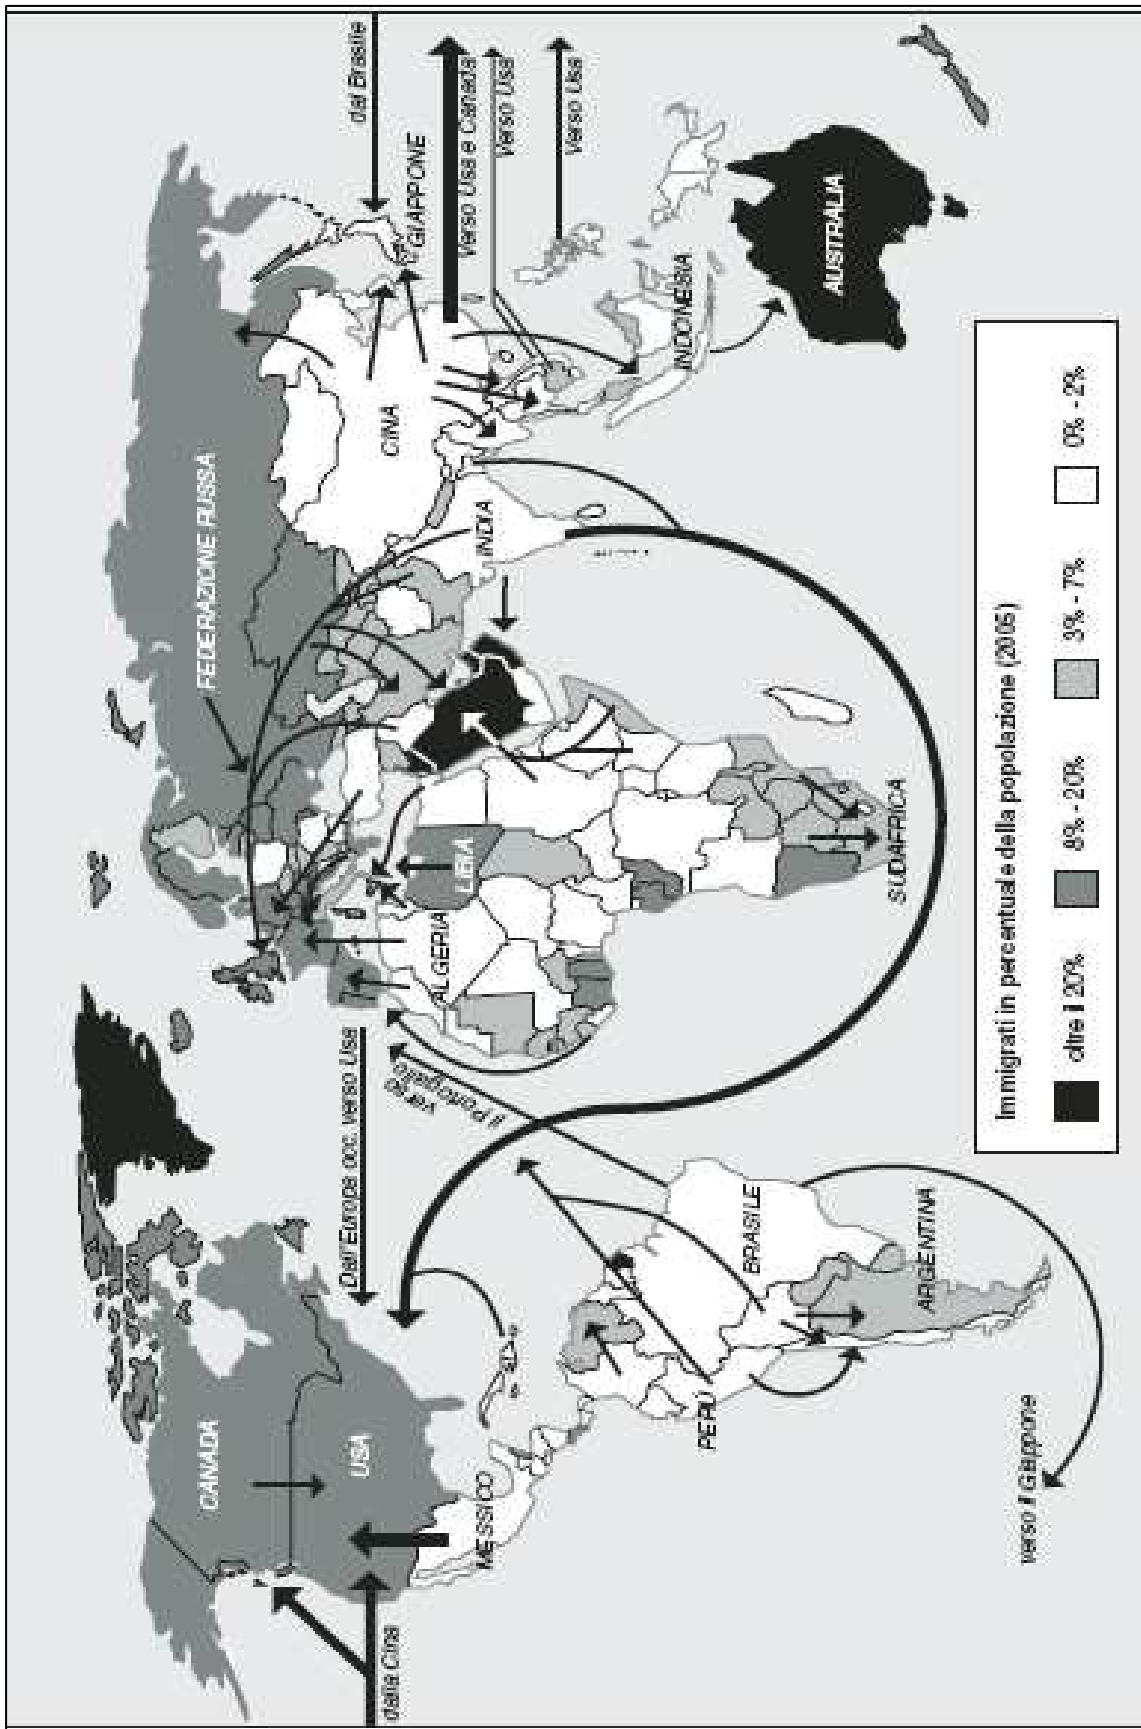 CANADA
USA
MESSICO
dalla Cina
PERÙ
BRASILE
ARGENTINA
verso il Giappone
Dall'Europa occ. verso Usa
verso
il Portogallo
ALGERIA
LIBIA
SUDAFRICA
FEDERAZIONE RUSSA
INDIA
CINA
GIAPPONE
dal Brasile
Verso Usa e Canada
Verso Usa
Verso Usa
INDONESIA
AUSTRALIA
Immigrati in percentuale della popolazione (2005)
oltre il 20%
8% - 20%
3% - 7%
0% - 2%